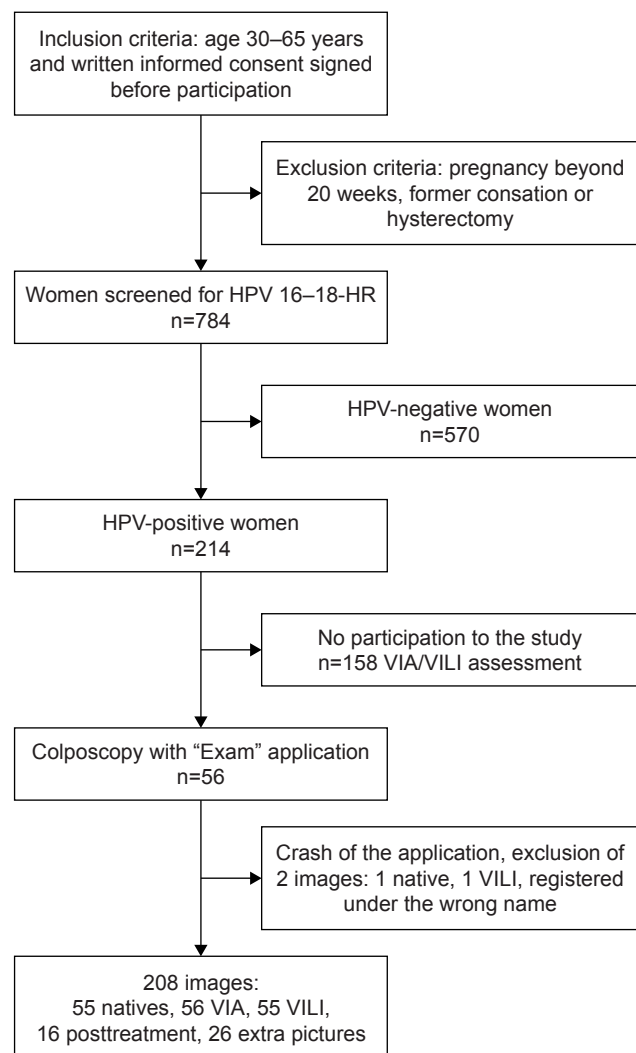 Inclusion criteria: age 30–65 years
and written informed consent signed
before participation
Exclusion criteria: pregnancy beyond
20 weeks, former consation or
hysterectomy
Women screened for HPV 16–18-HR
n=784
HPV-negative women
n=570
HPV-positive women
n=214
No participation to the study
n=158 VIA/VILI assessment
Colposcopy with “Exam” application
n=56
Crash of the application, exclusion of
2 images: 1 native, 1 VILI, registered
under the wrong name
208 images:
55 natives, 56 VIA, 55 VILI,
16 posttreatment, 26 extra pictures